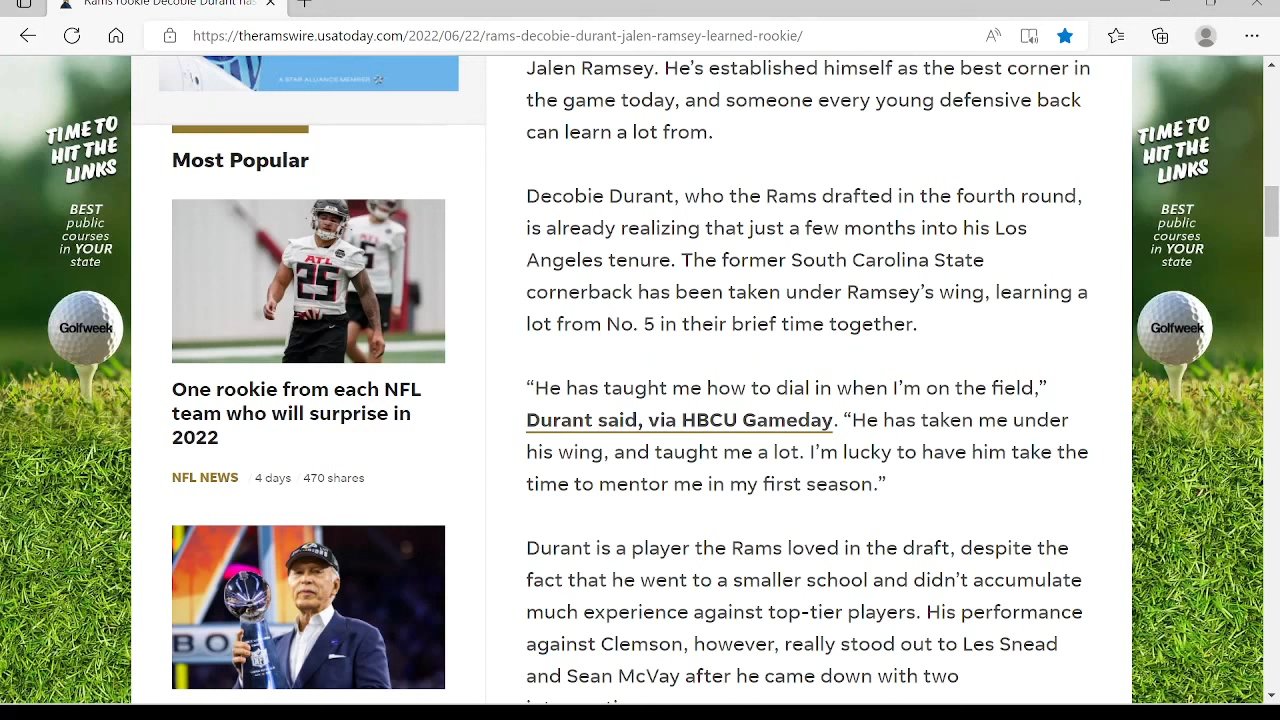 Rams rookie Decobie Durant has
https://theramswire.usatoday.com/2022/06/22/rams-decobie-durant-jalen-ramsey-learned-rookie/
A STAR ALLIANCE MEMBER
TIME TO
HIT THE
LINKS
BEST
public
courses
in YOUR
state
Golfweek
Most Popular
ATL
25
One rookie from each NFL
team who will surprise in
2022
NFL NEWS 4 days 470 shares
Jalen Ramsey. He’s established himself as the best corner in
the game today, and someone every young defensive back
can learn a lot from.
Decobie Durant, who the Rams drafted in the fourth round,
is already realizing that just a few months into his Los
Angeles tenure. The former South Carolina State
cornerback has been taken under Ramsey’s wing, learning a
lot from No. 5 in their brief time together.
“He has taught me how to dial in when I’m on the field,”
Durant said, via HBCU Gameday. “He has taken me under
his wing, and taught me a lot. I’m lucky to have him take the
time to mentor me in my first season.”
Durant is a player the Rams loved in the draft, despite the
fact that he went to a smaller school and didn’t accumulate
much experience against top-tier players. His performance
against Clemson, however, really stood out to Les Snead
and Sean McVay after he came down with two
TIME TO
HIT THE
LINKS
BEST
public
courses
in YOUR
state
Golfweek